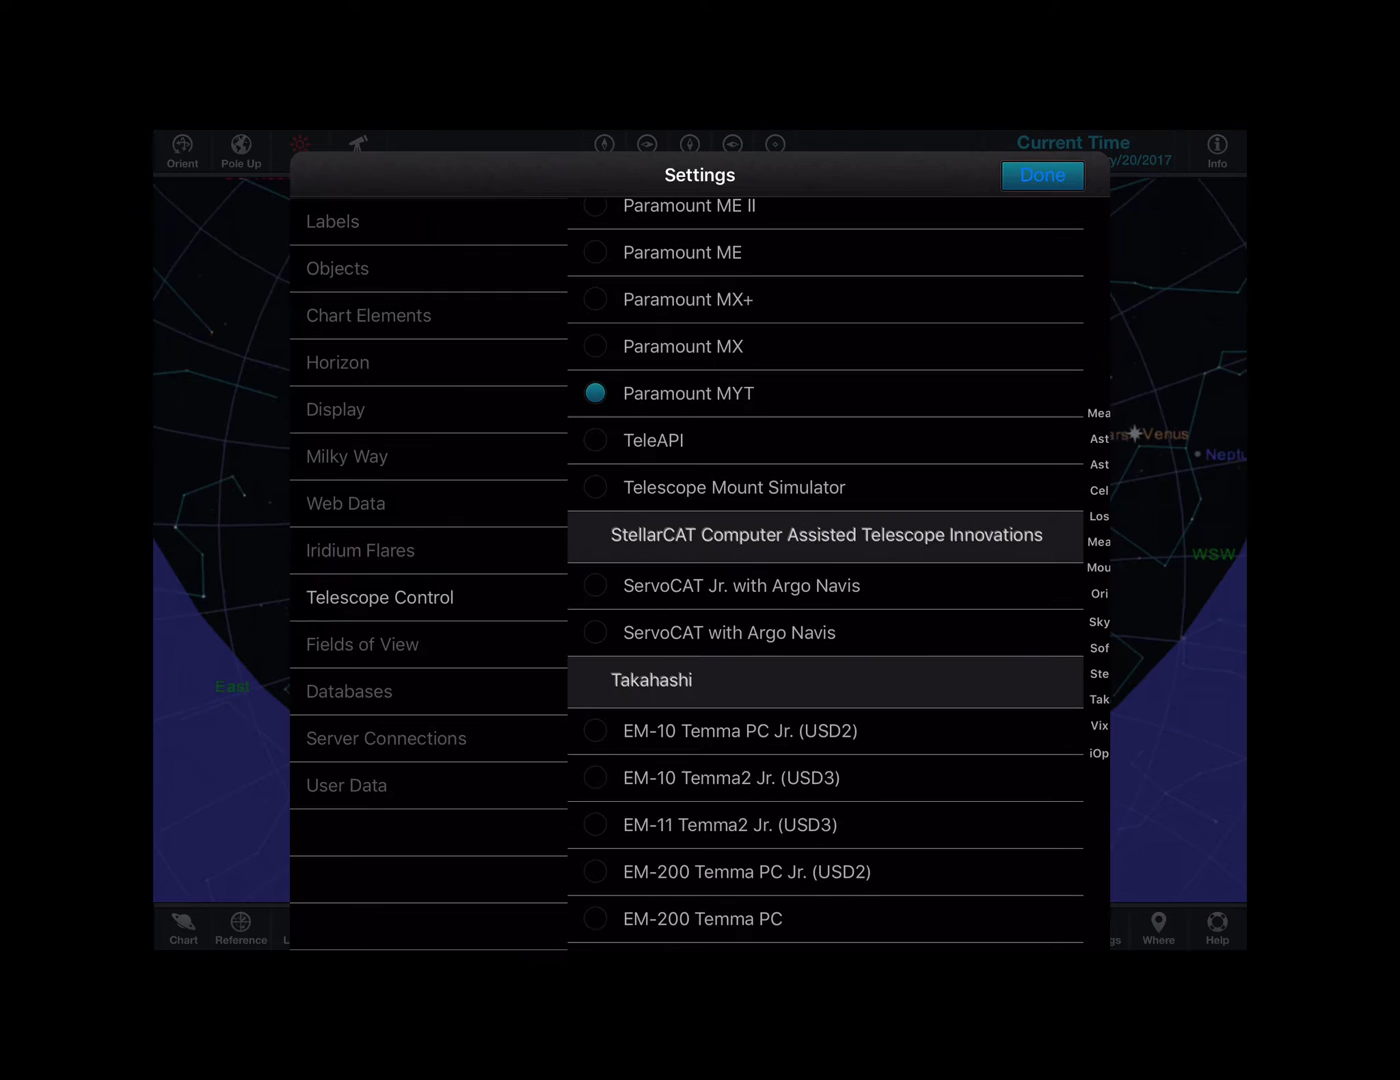 Orient
Pole Up
Current Time
y/20/2017
Info
Settings
Done
Labels
Objects
Chart Elements
Horizon
Display
Milky Way
Web Data
Iridium Flares
Telescope Control
Fields of View
Databases
Server Connections
User Data
Paramount ME II
Paramount ME
Paramount MX+
Paramount MX
Paramount MYT
TeleAPI
Telescope Mount Simulator
StellarCAT Computer Assisted Telescope Innovations
ServoCAT Jr. with Argo Navis
ServoCAT with Argo Navis
Takahashi
EM-10 Temma PC Jr. (USD2)
EM-10 Temma2 Jr. (USD3)
EM-11 Temma2 Jr. (USD3)
EM-200 Temma PC Jr. (USD2)
EM-200 Temma PC
Mea
Ast
Ast
Cel
Los
Mea
Mou
Ori
Sky
Sof
Ste
Tak
Vix
iOp
ars
Venus
Neptu
WSW
East
Chart
Reference
L
gs
Where
Help